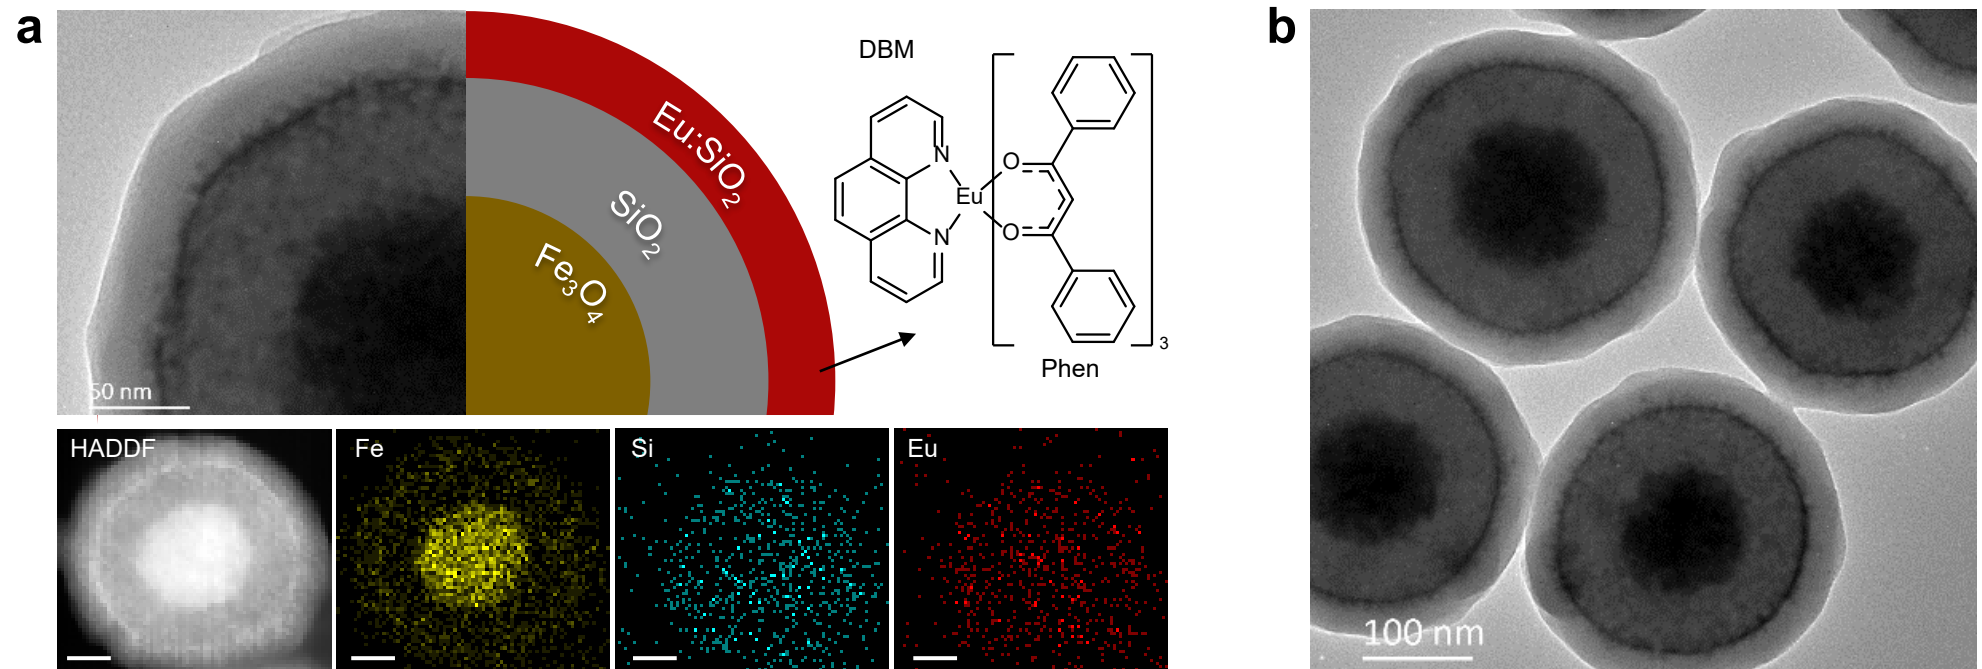 a
50 nm
Fe3O4
SiO2
Eu:SiO2
DBM
N
N
Eu
O
O
3
Phen
HADDF
Fe
Si
Eu
b
100 nm